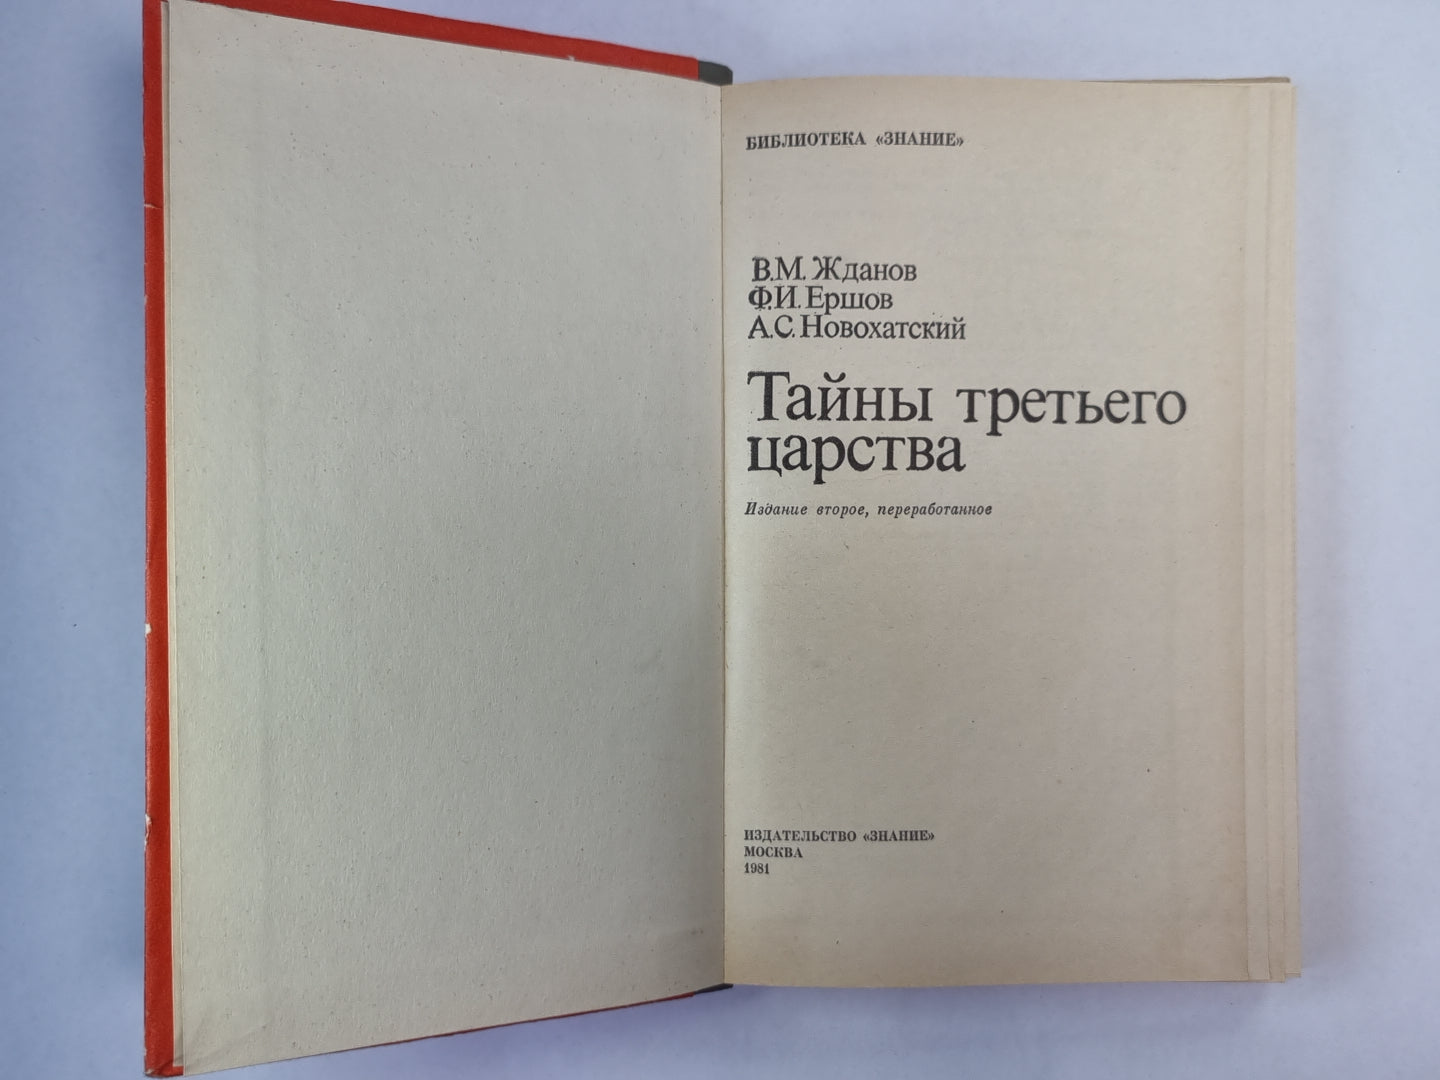 БИБЛИОТЕКА «ЗНАНИЕ»
В.М. Жданов
Ф.И. Ершов
А.С. Новохатский
Тайны третьего
царства
Издание второе, переработанное
ИЗДАТЕЛЬСТВО «ЗНАНИЕ»
МОСКВА
1981